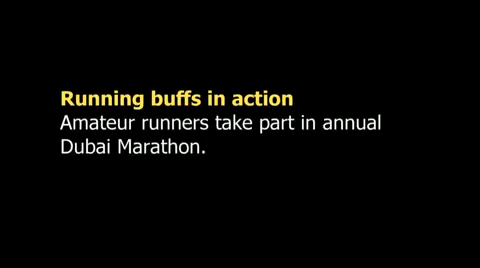 Running buffs in action
Amateur runners take part in annual
Dubai Marathon.